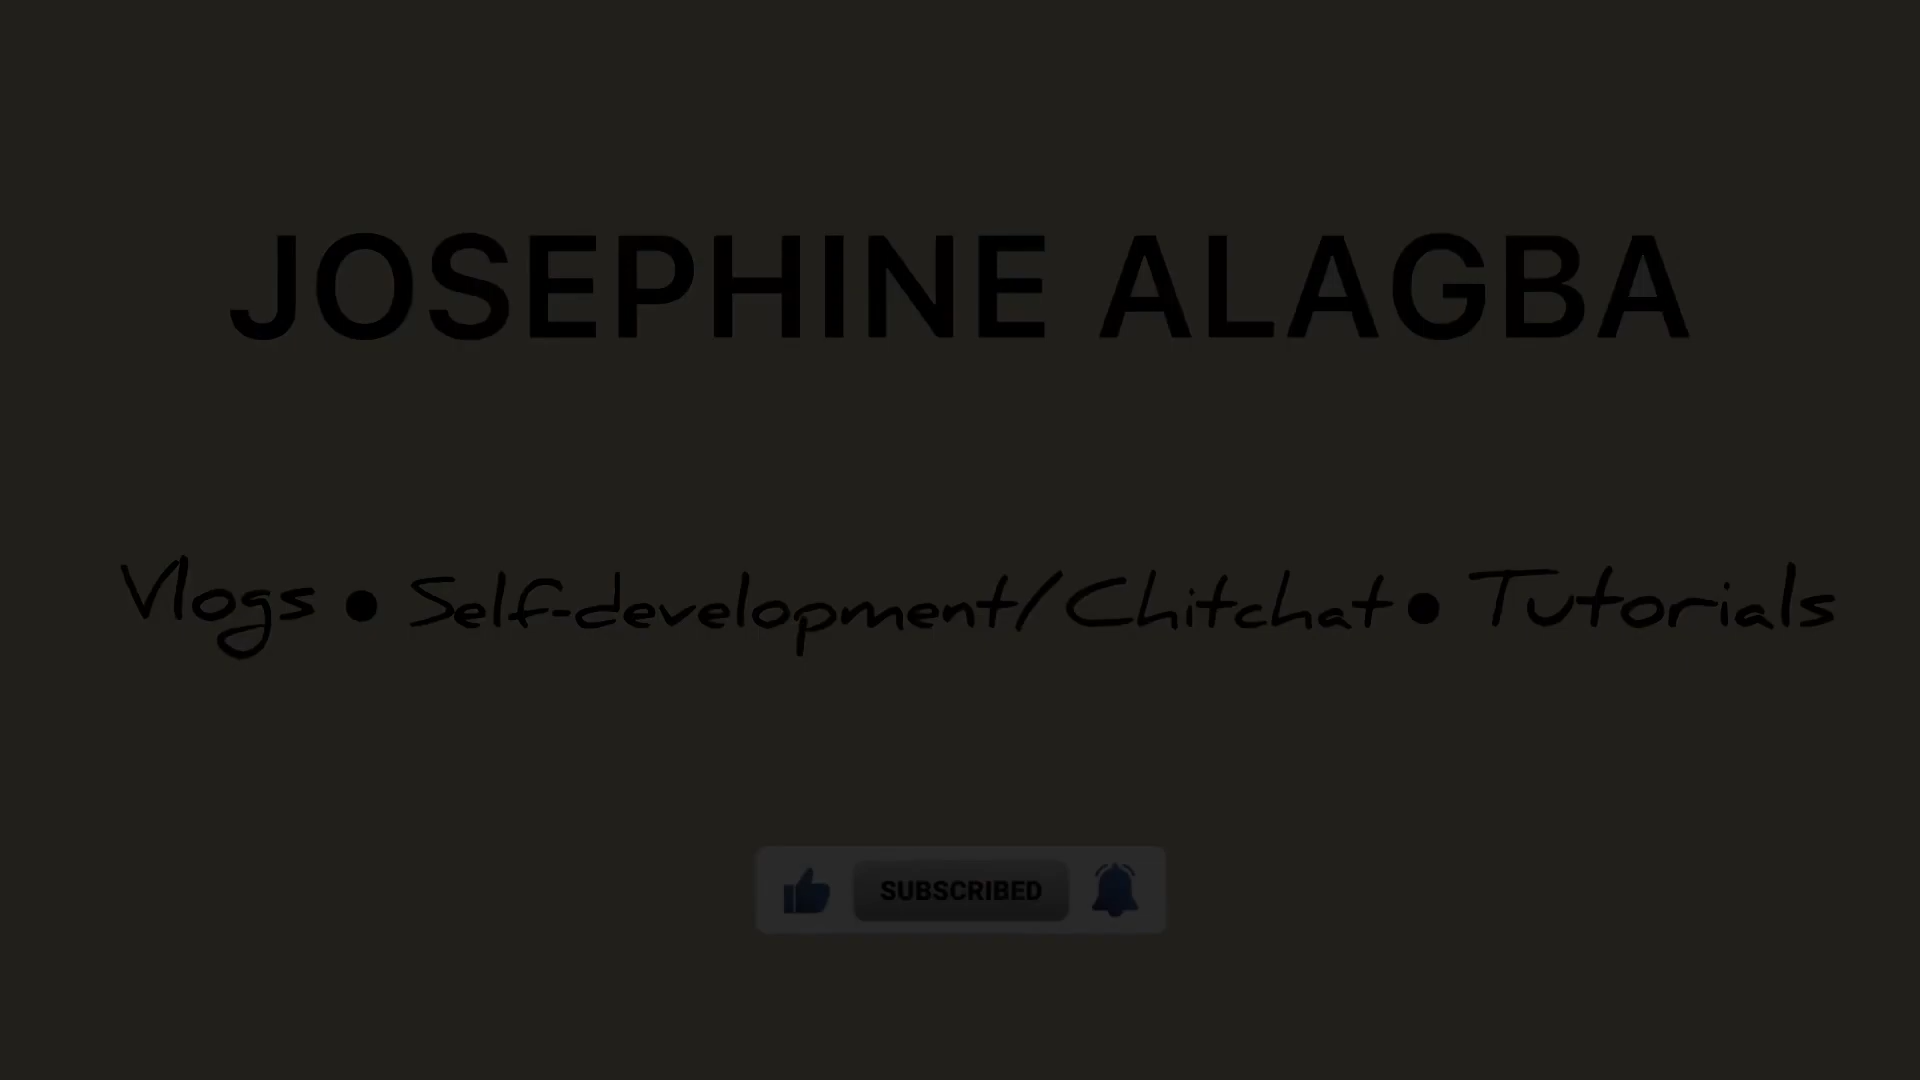 JOSEPHINE ALAGBA
Vlogs • Self-development/Chitchat • Tutorials
SUBSCRIBED